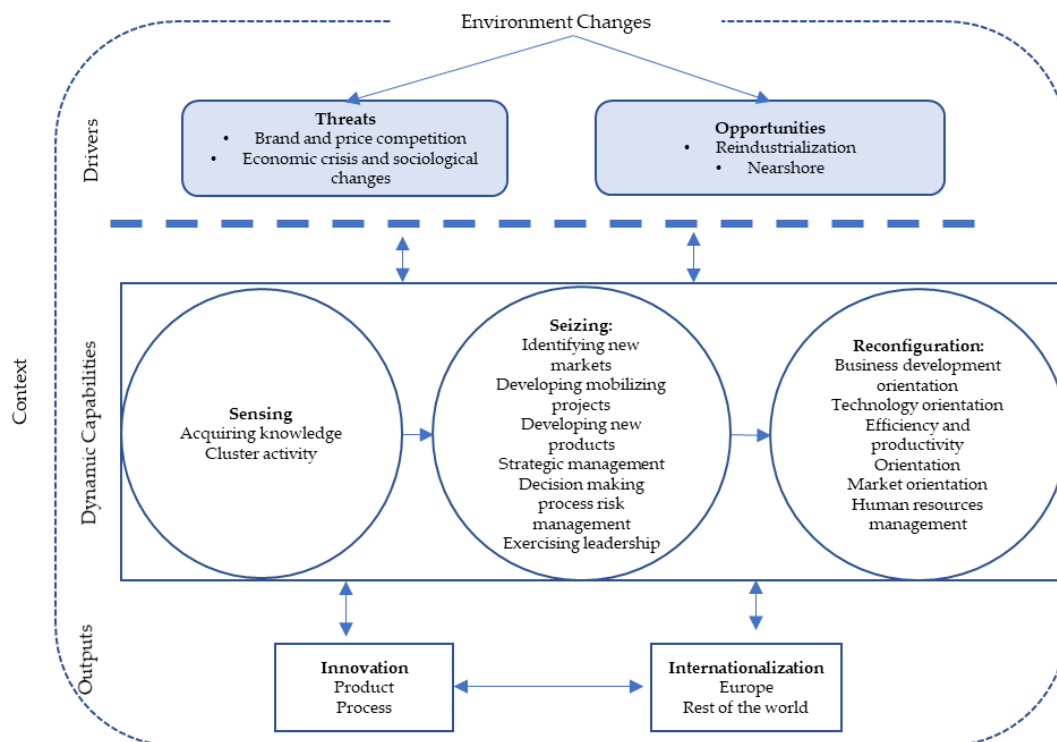 Environment Changes
Drivers
Threats
• Brand and price competition
• Economic crisis and sociological
changes
Opportunities
• Reindustrialization
• Nearshore
Context
Dynamic Capabilities
Sensing
Acquiring knowledge
Cluster activity
Seizing:
Identifying new
markets
Developing mobilizing
projects
Developing new
products
Strategic management
Decision making
process risk
management
Exercising leadership
Reconfiguration:
Business development
orientation
Technology orientation
Efficiency and
productivity
Orientation
Market orientation
Human resources
management
Outputs
Innovation
Product
Process
Internationalization
Europe
Rest of the world